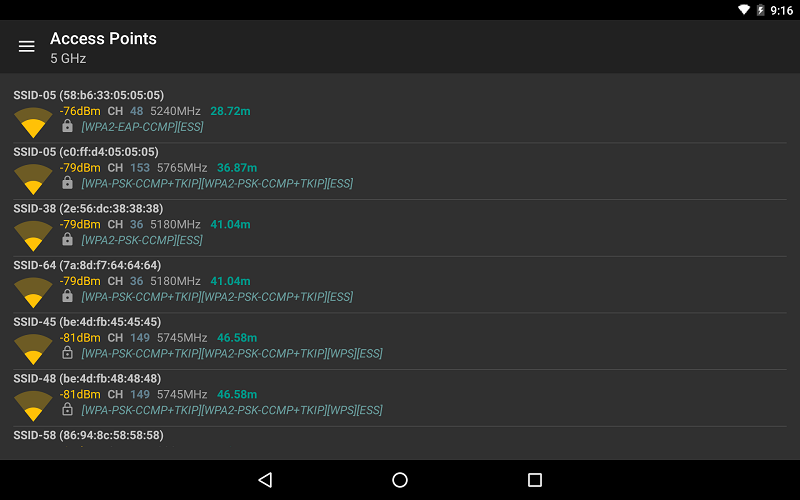 9:16
Access Points
5 GHz
SSID-05 (58:b6:33:05:05:05)
-76dBm CH 48 5240MHz 28.72m
[WPA2-EAP-CCMP][ESS]
SSID-05 (c0:ff:d4:05:05:05)
-79dBm CH 153 5765MHz 36.87m
[WPA-PSK-CCMP+TKIP][WPA2-PSK-CCMP+TKIP][ESS]
SSID-38 (2e:56:dc:38:38:38)
-79dBm CH 36 5180MHz 41.04m
[WPA2-PSK-CCMP][ESS]
SSID-64 (7a:8d:f7:64:64:64)
-79dBm CH 36 5180MHz 41.04m
[WPA-PSK-CCMP+TKIP][WPA2-PSK-CCMP+TKIP][ESS]
SSID-45 (be:4d:fb:45:45:45)
-81dBm CH 149 5745MHz 46.58m
[WPA-PSK-CCMP+TKIP][WPA2-PSK-CCMP+TKIP][WPS][ESS]
SSID-48 (be:4d:fb:48:48:48)
-81dBm CH 149 5745MHz 46.58m
[WPA-PSK-CCMP+TKIP][WPA2-PSK-CCMP+TKIP][WPS][ESS]
SSID-58 (86:94:8c:58:58:58)